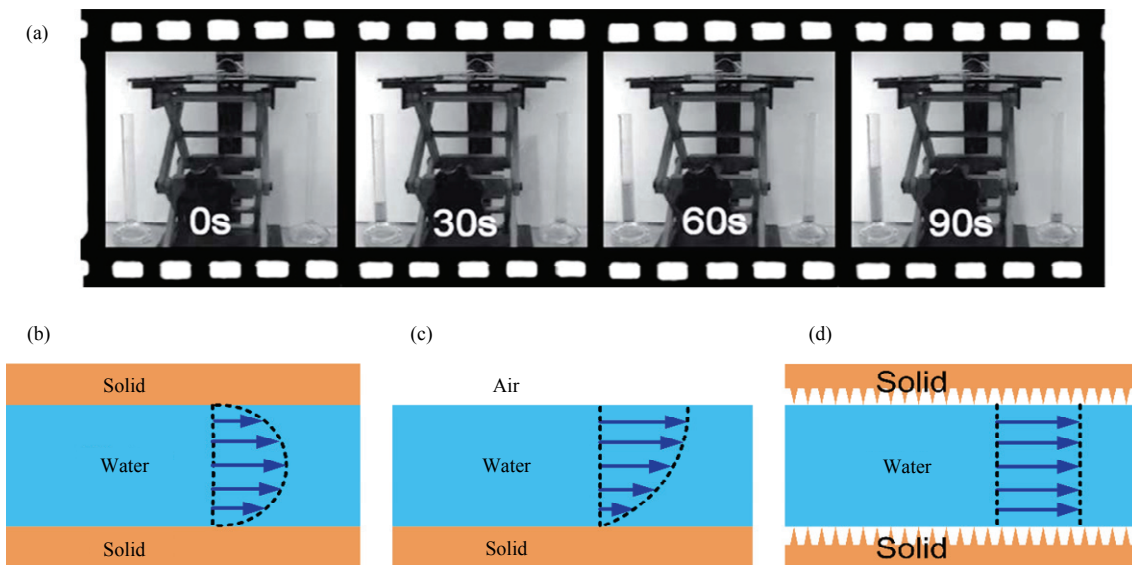 (a)
0s 30s 60s 90s
(b) (c) (d)
Solid Air Solid
Water Water Water
Solid Solid Solid